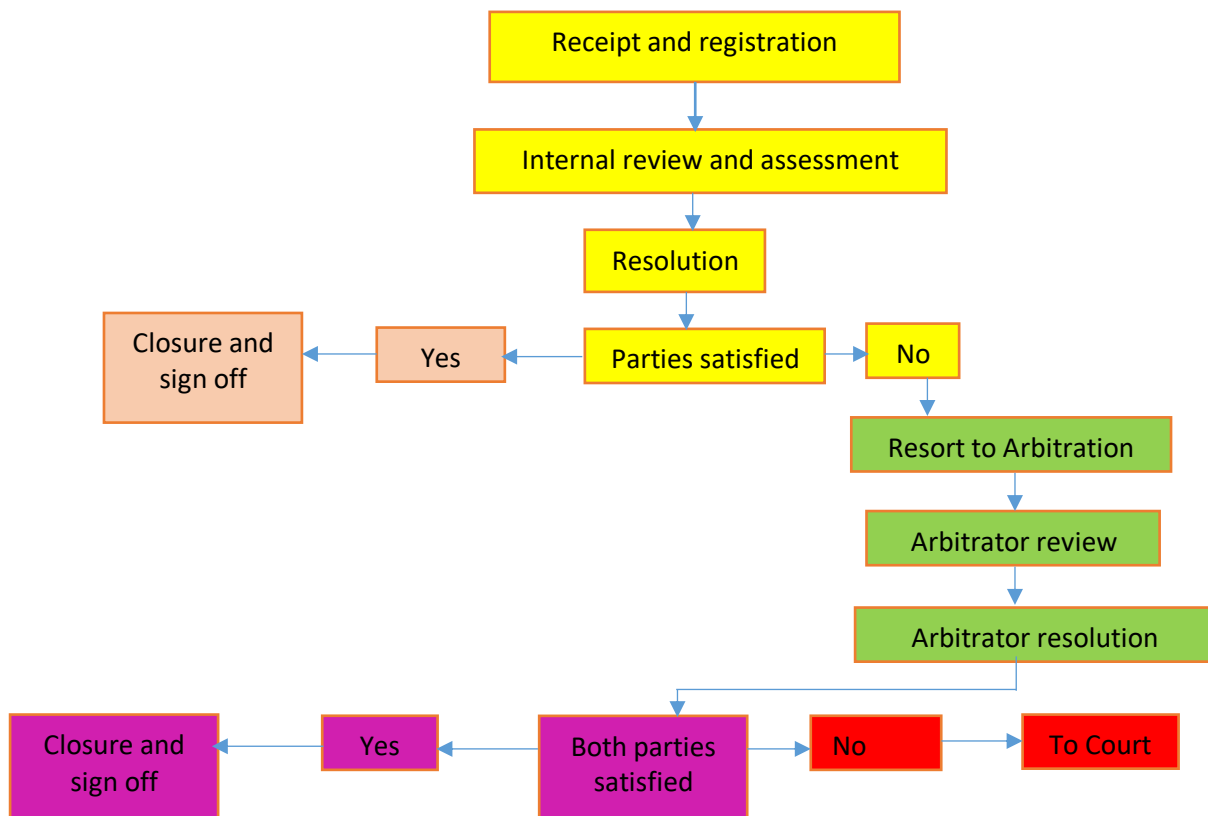 Receipt and registration
Internal review and assessment
Resolution
Closure and
sign off
Yes
Parties satisfied
No
Resort to Arbitration
Arbitrator review
Arbitrator resolution
Closure and
sign off
Yes
Both parties
satisfied
No
To Court